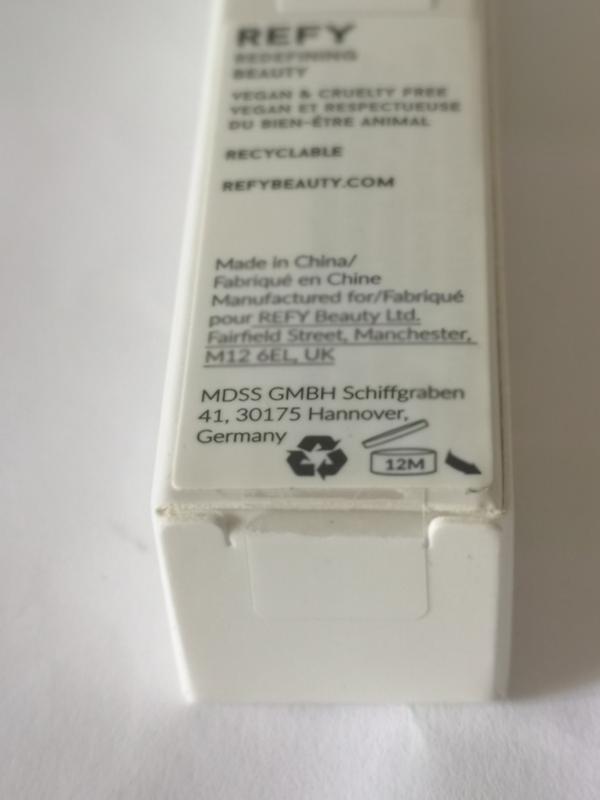 REFY
REDEFINING
BEAUTY
VEGAN & CRUELTY FREE
VEGAN ET RESPECTUEUSE
DU BIEN-ÊTRE ANIMAL
RECYCLABLE
REFYBEAUTY.COM
Made in China/
Fabriqué en Chine
Manufactured for/Fabriqué
pour REFY Beauty Ltd.
Fairfield Street, Manchester,
M12 6EL, UK
MDSS GMBH Schiffgraben
41, 30175 Hannover,
Germany
12M